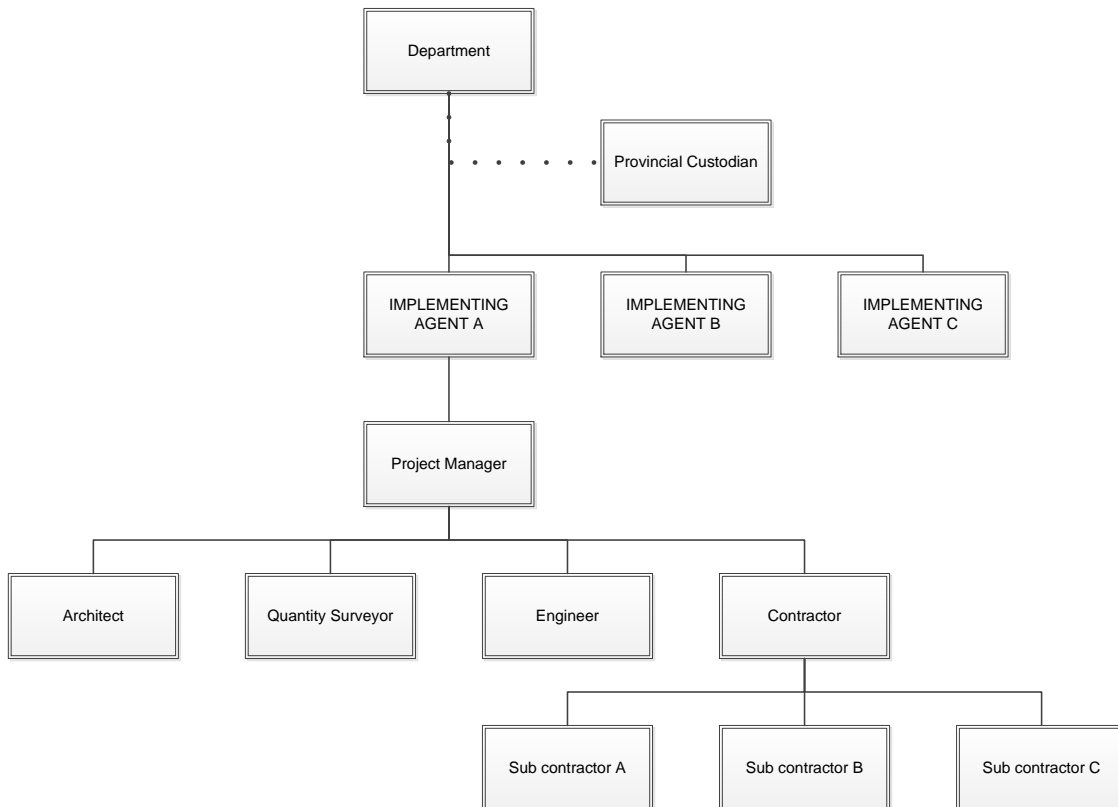 Department
Provincial Custodian
IMPLEMENTING
AGENT A
IMPLEMENTING
AGENT B
IMPLEMENTING
AGENT C
Project Manager
Architect
Quantity Surveyor
Engineer
Contractor
Sub contractor A
Sub contractor B
Sub contractor C